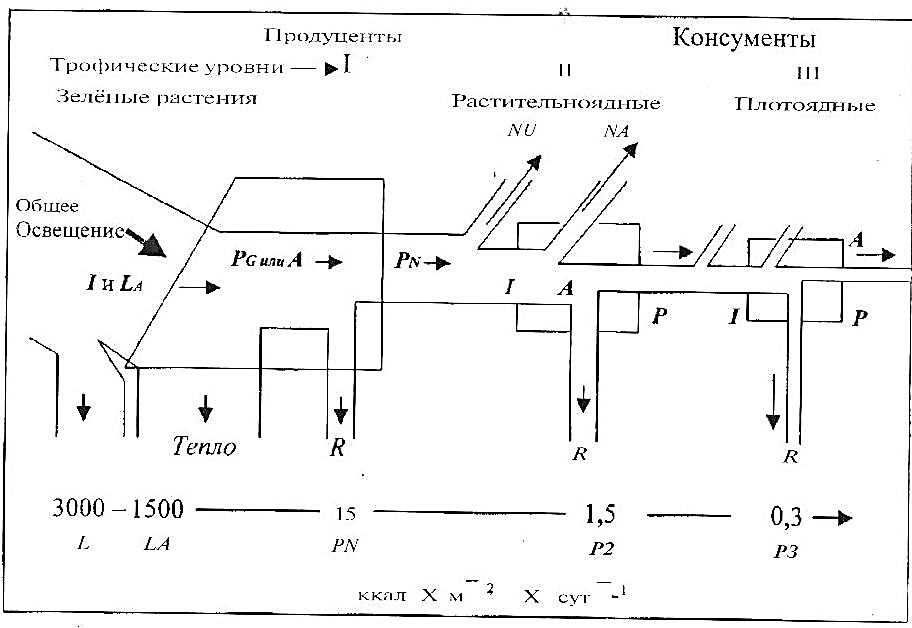 Продуценты Консументы
Трофические уровни I II III
Зелёные растения Растительноядные Плотоядные
NU NA
Общее
Освещение
PG или A PN A
I и LA I A P I P
Тепло R R R
3000 – 1500 15 1,5 0,3
L LA PN P2 P3
ккал X м⁻² X сут⁻¹